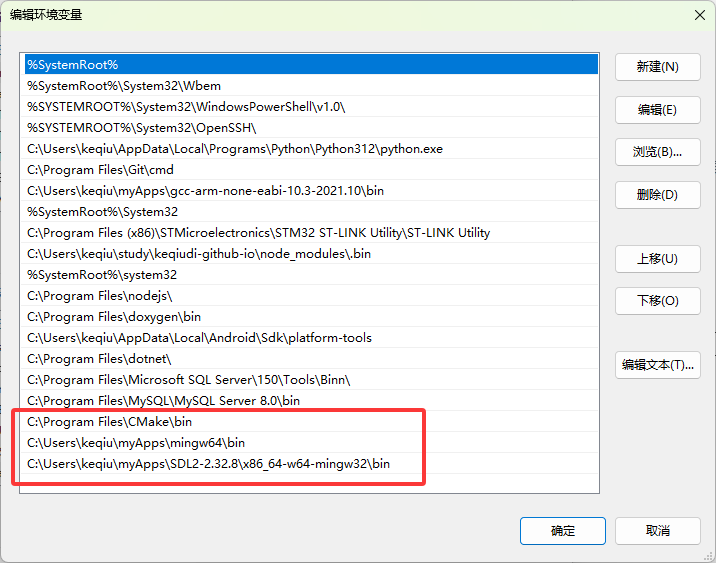 编辑环境变量
%SystemRoot%
%SystemRoot%\System32\Wbem
%SYSTEMROOT%\System32\WindowsPowerShell\v1.0\
%SYSTEMROOT%\System32\OpenSSH\
C:\Users\keqiu\AppData\Local\Programs\Python\Python312\python.exe
C:\Program Files\Git\cmd
C:\Users\keqiu\myApps\gcc-arm-none-eabi-10.3-2021.10\bin
%SystemRoot%\System32
C:\Program Files (x86)\STMicroelectronics\STM32 ST-LINK Utility\ST-LINK Utility
C:\Users\keqiu\study\keqiudi-github-io\node_modules\.bin
%SystemRoot%\system32
C:\Program Files\nodejs\
C:\Program Files\doxygen\bin
C:\Users\keqiu\AppData\Local\Android\Sdk\platform-tools
C:\Program Files\dotnet\
C:\Program Files\Microsoft SQL Server\150\Tools\Binn\
C:\Program Files\MySQL\MySQL Server 8.0\bin
C:\Program Files\CMake\bin
C:\Users\keqiu\myApps\mingw64\bin
C:\Users\keqiu\myApps\SDL2-2.32.8\x86_64-w64-mingw32\bin
新建(N)
编辑(E)
浏览(B)...
删除(D)
上移(U)
下移(O)
编辑文本(T)...
确定
取消